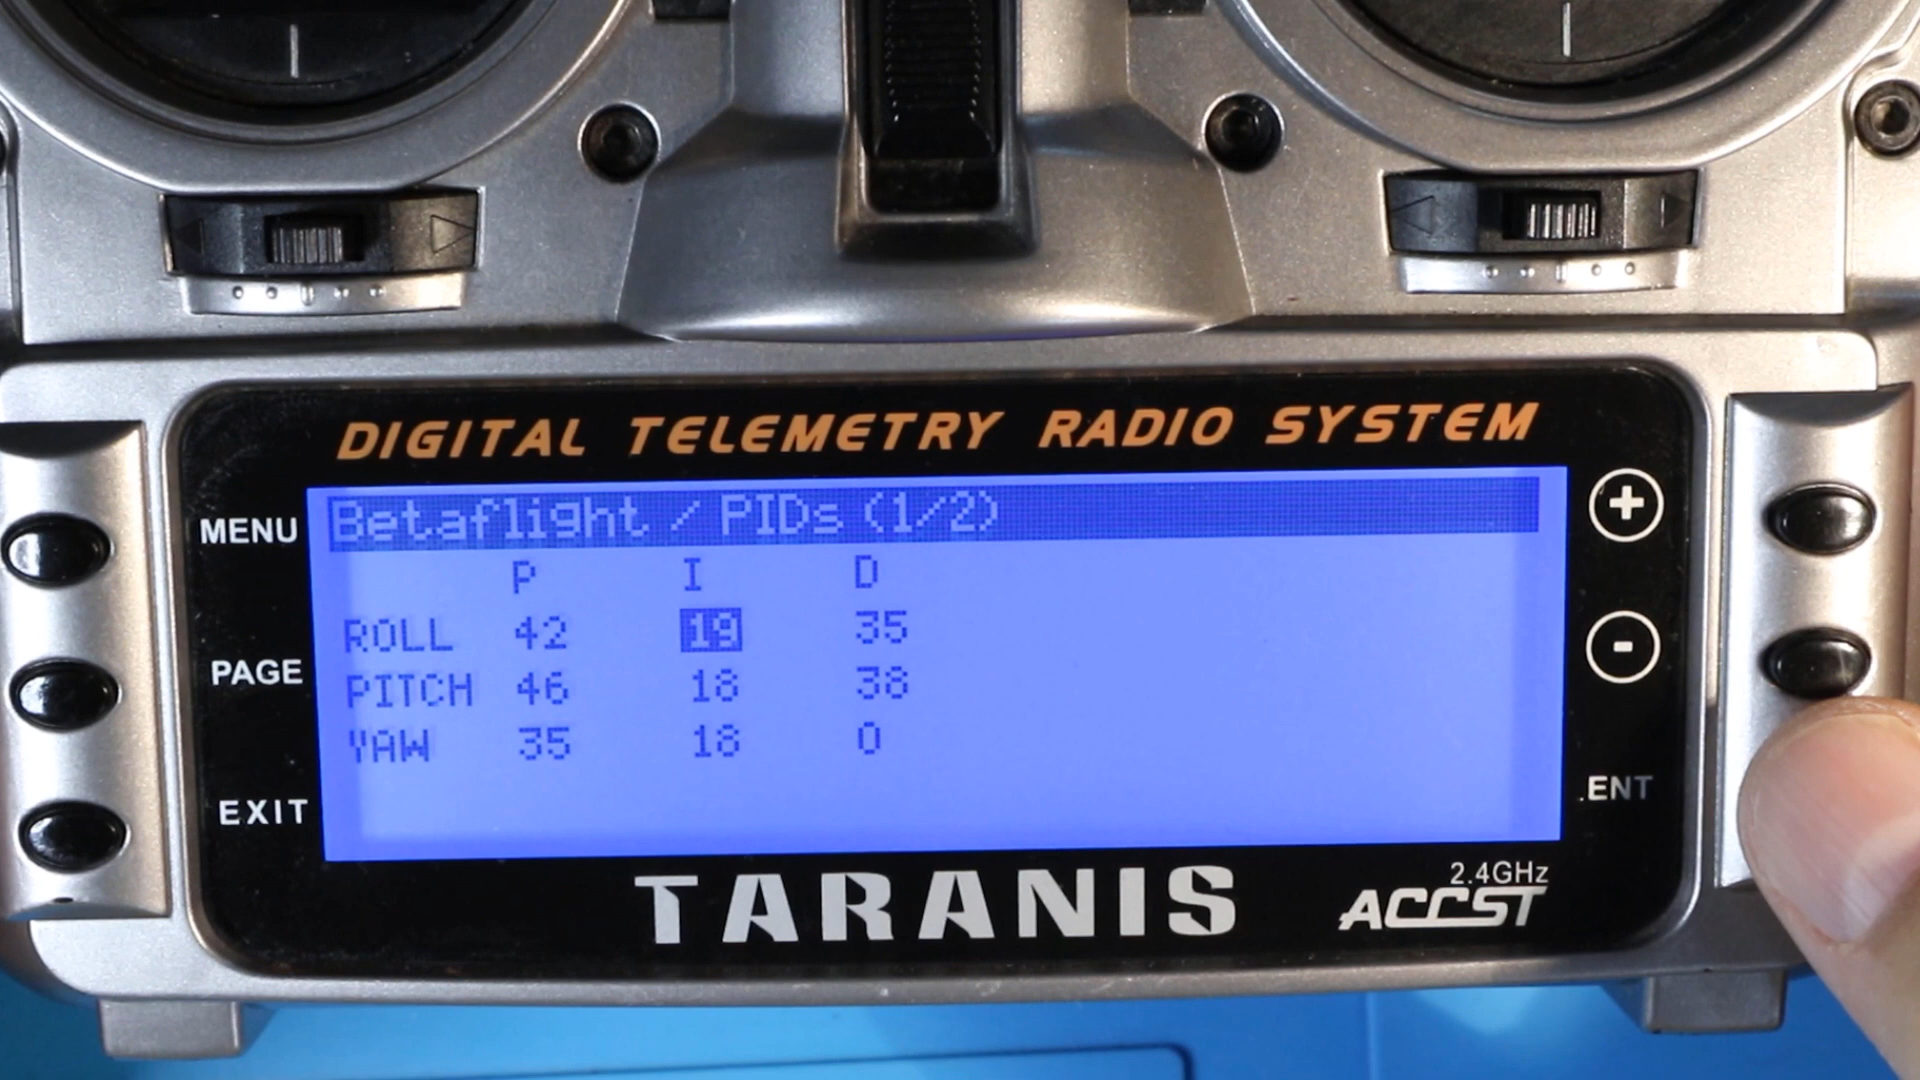 DIGITAL TELEMETRY RADIO SYSTEM
MENU
PAGE
EXIT
Betaflight / PIDs (1/2)
P I D
ROLL 42 19 35
PITCH 46 18 38
YAW 35 18 0
+
-
ENT
TARANIS
2.4GHz
ACCST